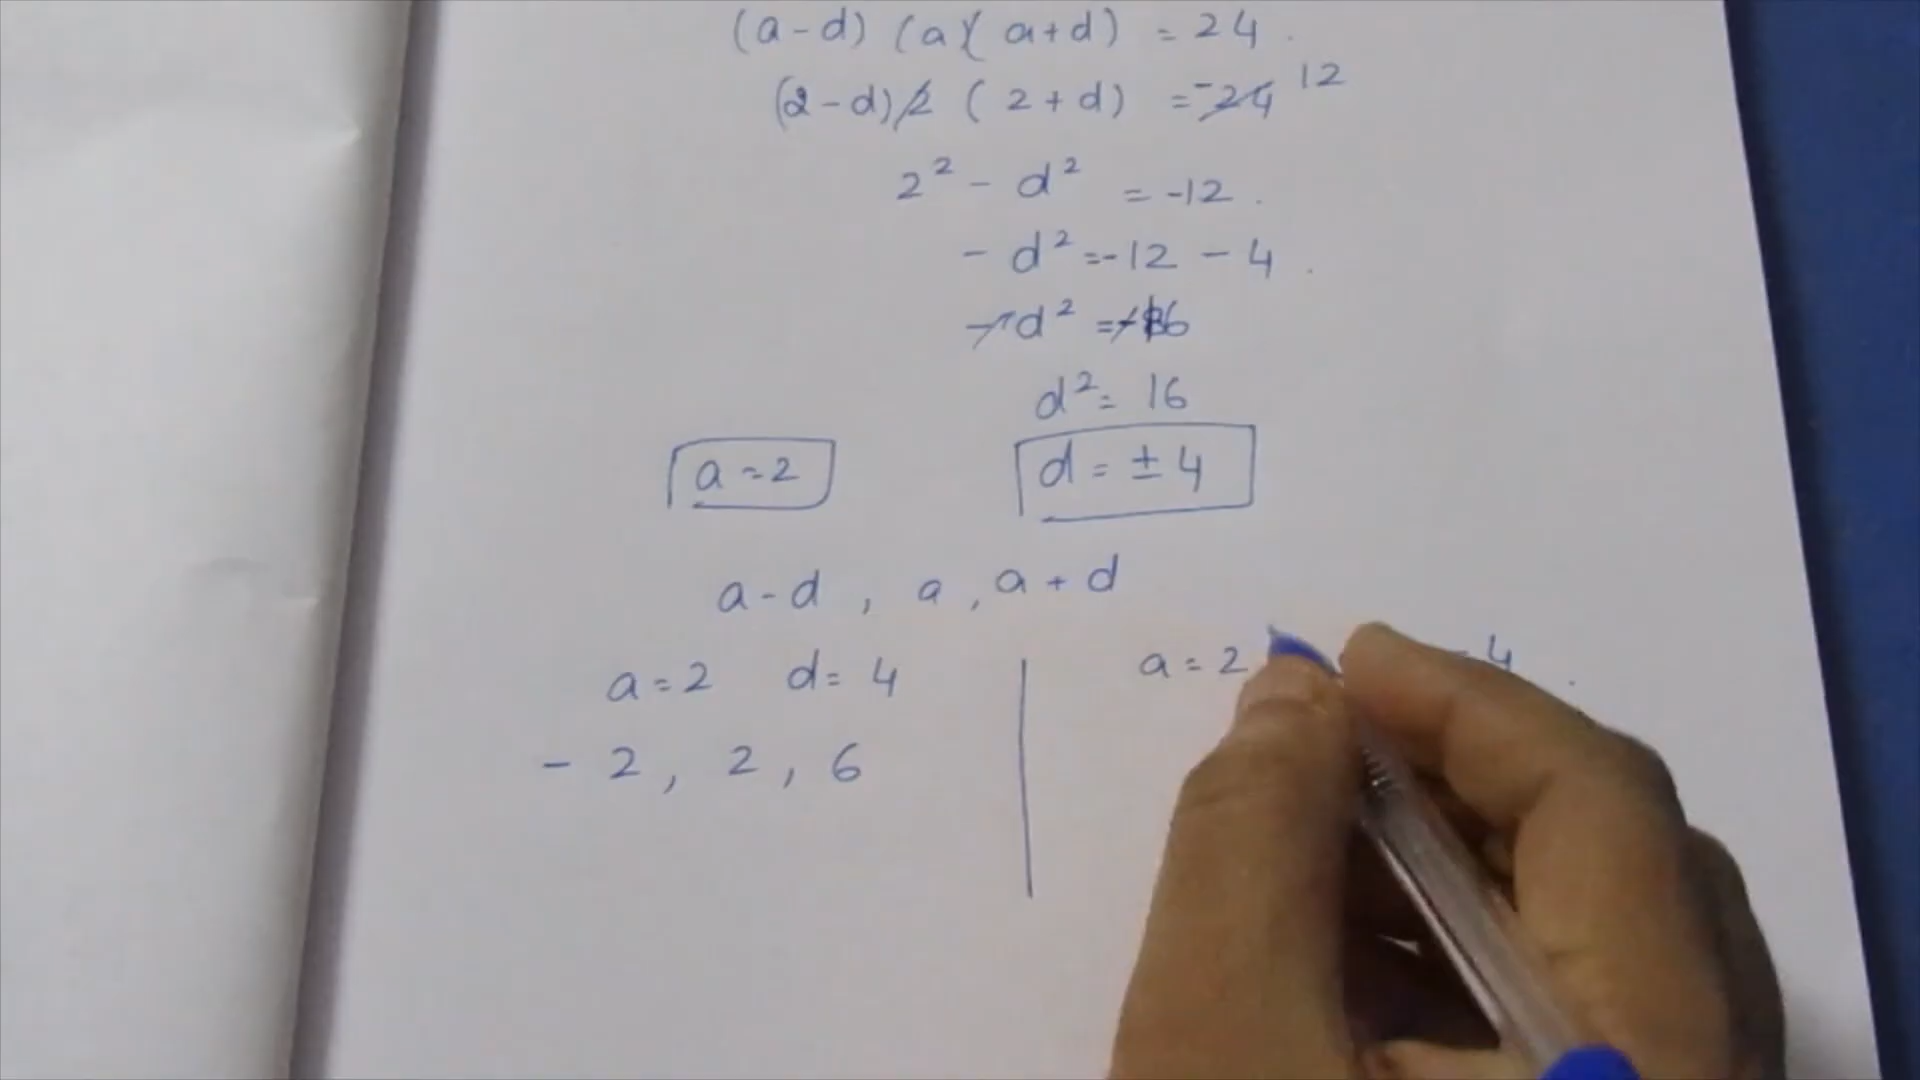 (a-d) (a)( a+d) = 24.
(2-d) 2 ( 2+d) = -24 12
2² - d² = -12.
- d² = -12 - 4.
- d² = -16
d² = 16
a = 2 d = ± 4
a-d , a , a + d
a = 2 d = 4 a = 2 - 4
- 2 , 2 , 6